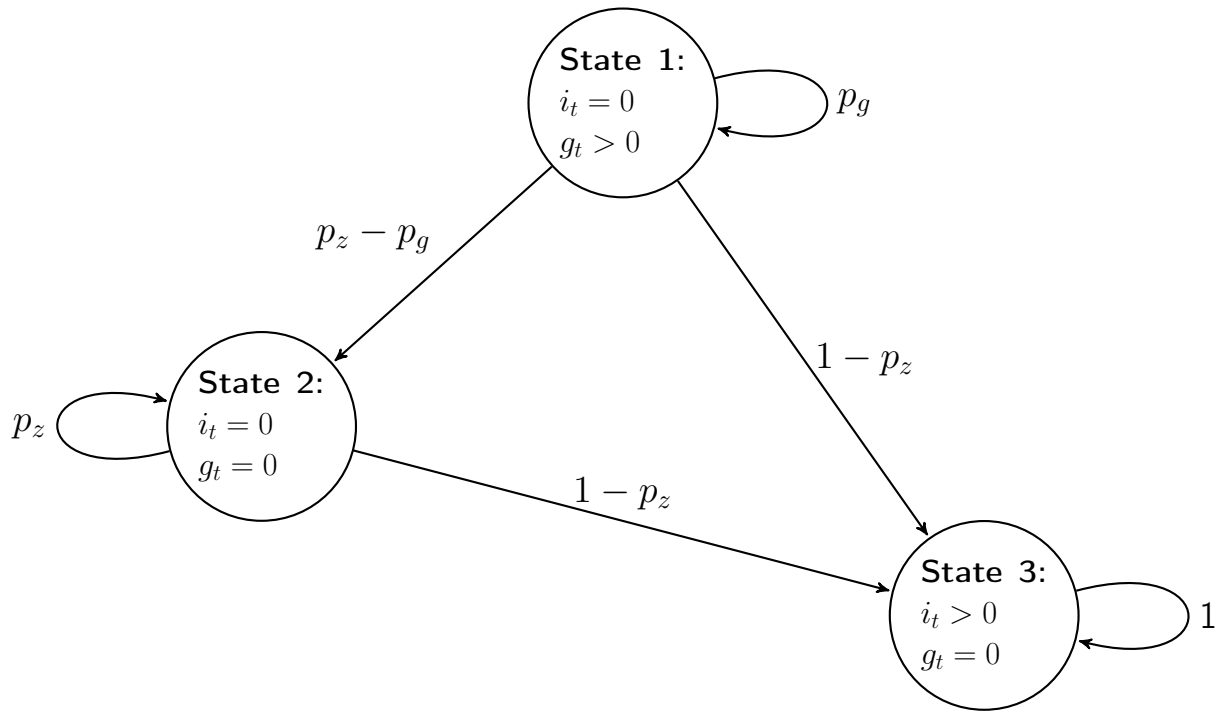 State 1:
i_t = 0
g_t > 0
p_g
p_z − p_g
1 − p_z
State 2:
i_t = 0
g_t = 0
p_z
1 − p_z
State 3:
i_t > 0
g_t = 0
1